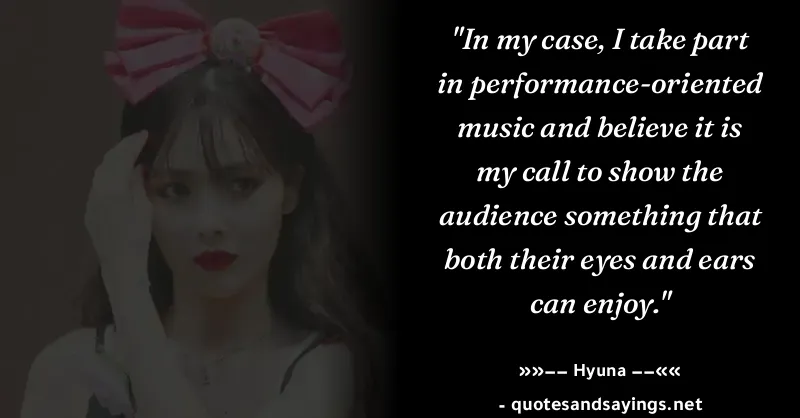 "In my case, I take part
in performance-oriented
music and believe it is
my call to show the
audience something that
both their eyes and ears
can enjoy."
»»−− Hyuna −−««
- quotesandsayings.net